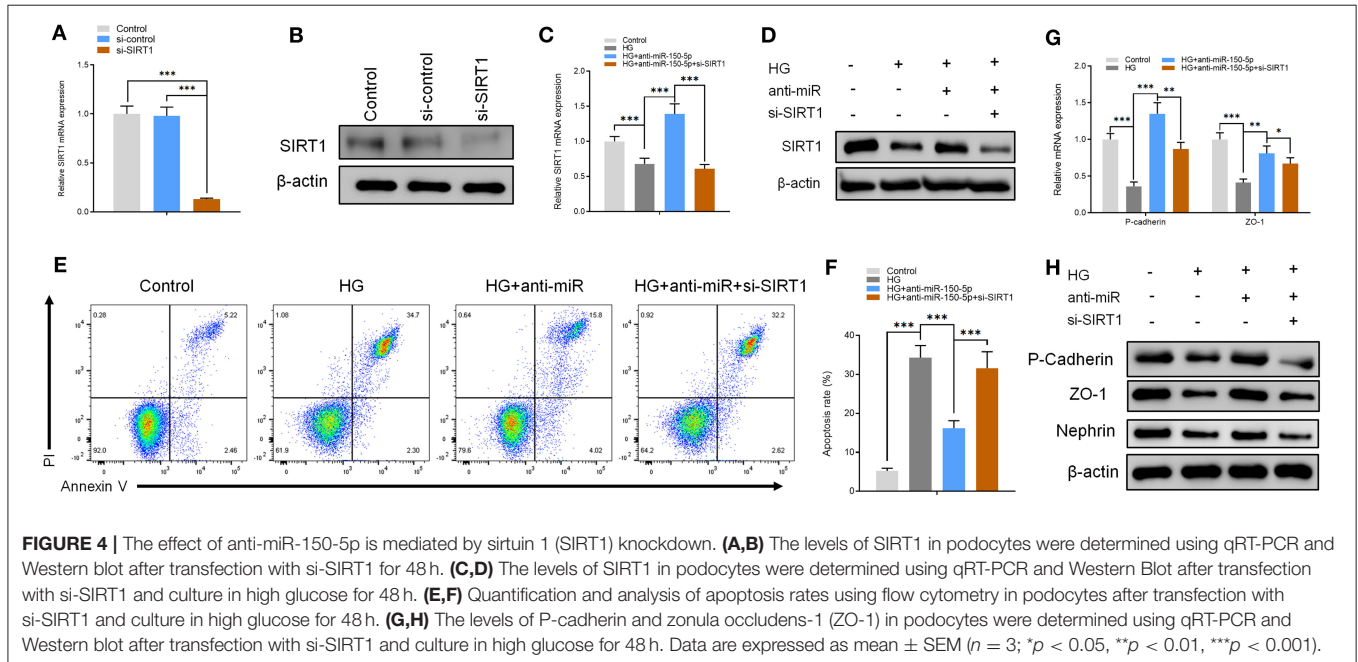 A
Control
si-control
si-SIRT1
Relative SIRT1 mRNA expression
1.5
1.0
0.5
0.0
***
***
B
Control
si-control
si-SIRT1
SIRT1
β-actin
C
Control
HG
HG+anti-miR-150-5p
HG+anti-miR-150-5p+si-SIRT1
Relative SIRT1 mRNA expression
2.0
1.5
1.0
0.5
0.0
***
***
***
D
HG - + + +
anti-miR - - + +
si-SIRT1 - - - +
SIRT1
β-actin
G
Control
HG
HG+anti-miR-150-5p
HG+anti-miR-150-5p+si-SIRT1
Relative mRNA expression
2.0
1.5
1.0
0.5
0.0
*** *** **
*** ** *
P-cadherin ZO-1
E
Control HG HG+anti-miR HG+anti-miR+si-SIRT1
PI
0.28 5.22
92.0 2.46
1.08 34.7
61.9 2.30
0.64 15.8
79.6 4.02
0.92 32.2
64.2 2.62
Annexin V
F
Control
HG
HG+anti-miR-150-5p
HG+anti-miR-150-5p+si-SIRT1
Apoptosis rate (%)
40
30
20
10
0
***
***
***
H
HG - + + +
anti-miR - - + +
si-SIRT1 - - - +
P-Cadherin
ZO-1
Nephrin
β-actin
FIGURE 4 | The effect of anti-miR-150-5p is mediated by sirtuin 1 (SIRT1) knockdown. (A,B) The levels of SIRT1 in podocytes were determined using qRT-PCR and
Western blot after transfection with si-SIRT1 for 48 h. (C,D) The levels of SIRT1 in podocytes were determined using qRT-PCR and Western Blot after transfection
with si-SIRT1 and culture in high glucose for 48 h. (E,F) Quantification and analysis of apoptosis rates using flow cytometry in podocytes after transfection with
si-SIRT1 and culture in high glucose for 48 h. (G,H) The levels of P-cadherin and zonula occludens-1 (ZO-1) in podocytes were determined using qRT-PCR and
Western blot after transfection with si-SIRT1 and culture in high glucose for 48 h. Data are expressed as mean ± SEM (n = 3; *p < 0.05, **p < 0.01, ***p < 0.001).